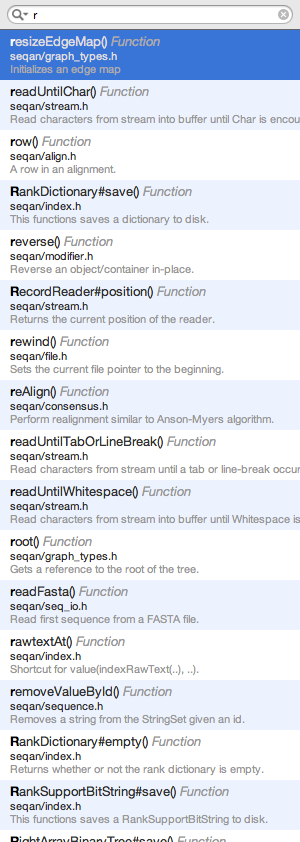 r
resizeEdgeMap() Function
seqan/graph_types.h
Initializes an edge map
readUntilChar() Function
seqan/stream.h
Read characters from stream into buffer until Char is encou
row() Function
seqan/align.h
A row in an alignment.
RankDictionary#save() Function
seqan/index.h
This functions saves a dictionary to disk.
reverse() Function
seqan/modifier.h
Reverse an object/container in-place.
RecordReader#position() Function
seqan/stream.h
Returns the current position of the reader.
rewind() Function
seqan/file.h
Sets the current file pointer to the beginning.
reAlign() Function
seqan/consensus.h
Perform realignment similar to Anson-Myers algorithm.
readUntilTabOrLineBreak() Function
seqan/stream.h
Read characters from stream until a tab or line-break occur
readUntilWhitespace() Function
seqan/stream.h
Read characters from stream into buffer until Whitespace is
root() Function
seqan/graph_types.h
Gets a reference to the root of the tree.
readFasta() Function
seqan/seq_io.h
Read first sequence from a FASTA file.
rawtextAt() Function
seqan/index.h
Shortcut for value(indexRawText(..), ..).
removeValueById() Function
seqan/sequence.h
Removes a string from the StringSet given an id.
RankDictionary#empty() Function
seqan/index.h
Returns whether or not the rank dictionary is empty.
RankSupportBitString#save() Function
seqan/index.h
This functions saves a RankSupportBitString to disk.
RightArrayBinaryTree#save() Function